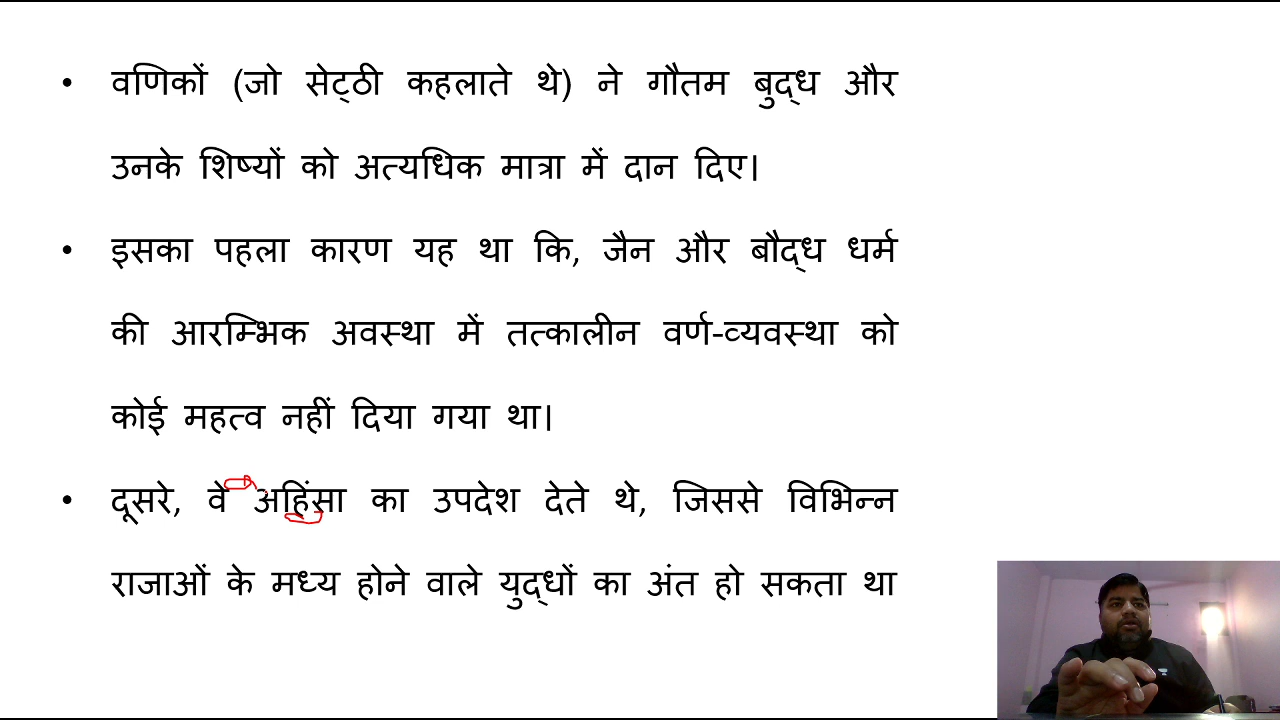 • वणिकों (जो सेट्ठी कहलाते थे) ने गौतम बुद्ध और
उनके शिष्यों को अत्यधिक मात्रा में दान दिए।
• इसका पहला कारण यह था कि, जैन और बौद्ध धर्म
की आरम्भिक अवस्था में तत्कालीन वर्ण-व्यवस्था को
कोई महत्व नहीं दिया गया था।
• दूसरे, वे अहिंसा का उपदेश देते थे, जिससे विभिन्न
राजाओं के मध्य होने वाले युद्धों का अंत हो सकता था